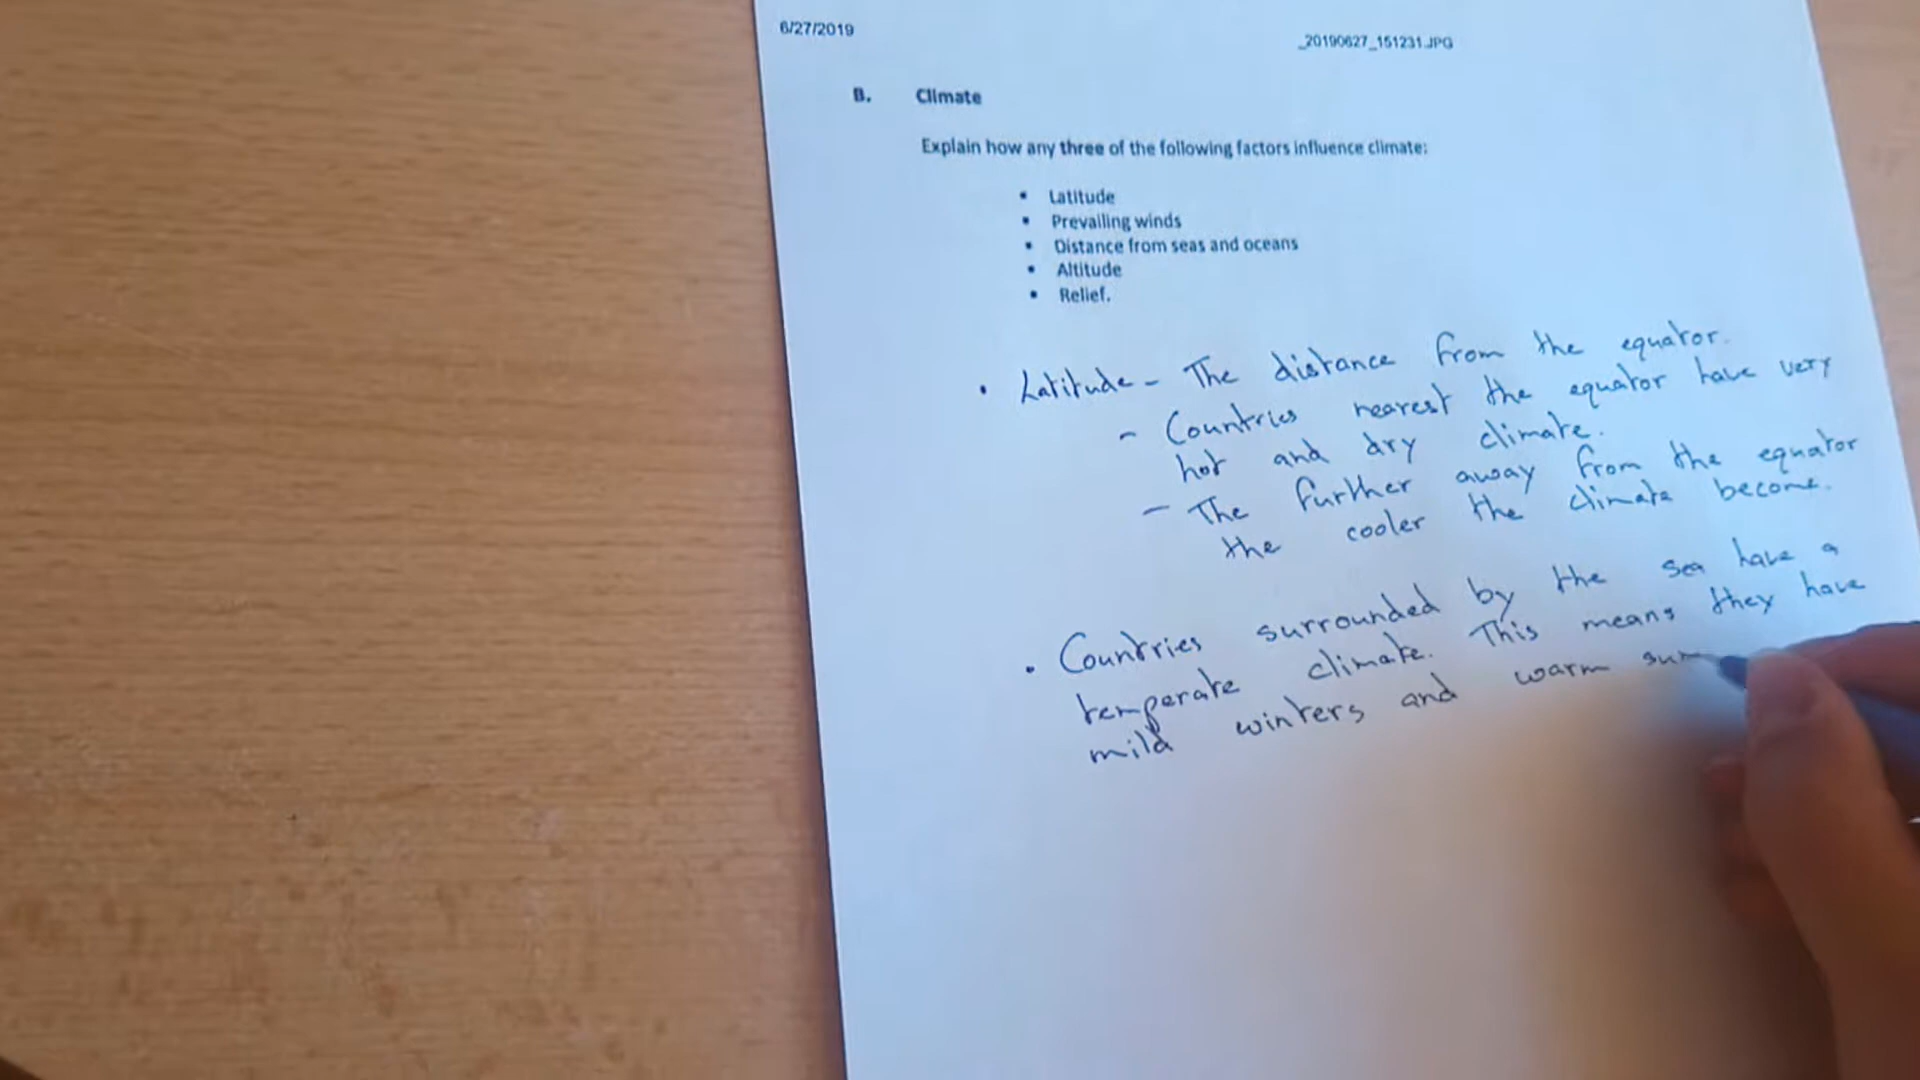 6/27/2019
_20190627_151231.JPG
B. Climate
Explain how any three of the following factors influence climate:
• Latitude
• Prevailing winds
• Distance from seas and oceans
• Altitude
• Relief.
• Latitude - The distance from the equator.
- Countries nearest the equator have very
hot and dry climate.
- The further away from the equator
the cooler the climate become.
• Countries surrounded by the sea have a
temperate climate. This means they have
mild winters and warm sum